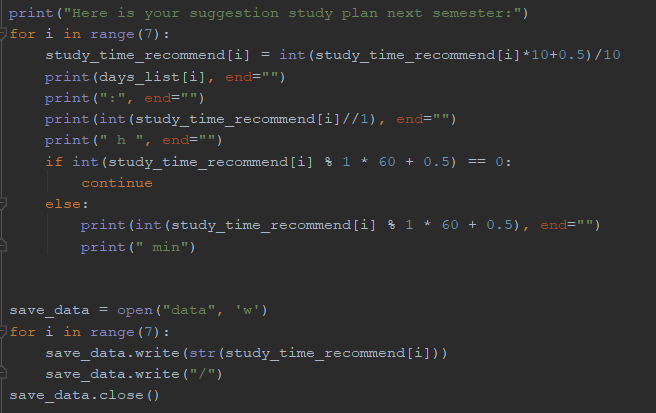 print("Here is your suggestion study plan next semester:")
for i in range(7):
    study_time_recommend[i] = int(study_time_recommend[i]*10+0.5)/10
    print(days_list[i], end="")
    print(":", end="")
    print(int(study_time_recommend[i]//1), end="")
    print(" h ", end="")
    if int(study_time_recommend[i] % 1 * 60 + 0.5) == 0:
        continue
    else:
        print(int(study_time_recommend[i] % 1 * 60 + 0.5), end="")
        print(" min")
save_data = open("data", 'w')
for i in range(7):
    save_data.write(str(study_time_recommend[i]))
    save_data.write("/")
save_data.close()